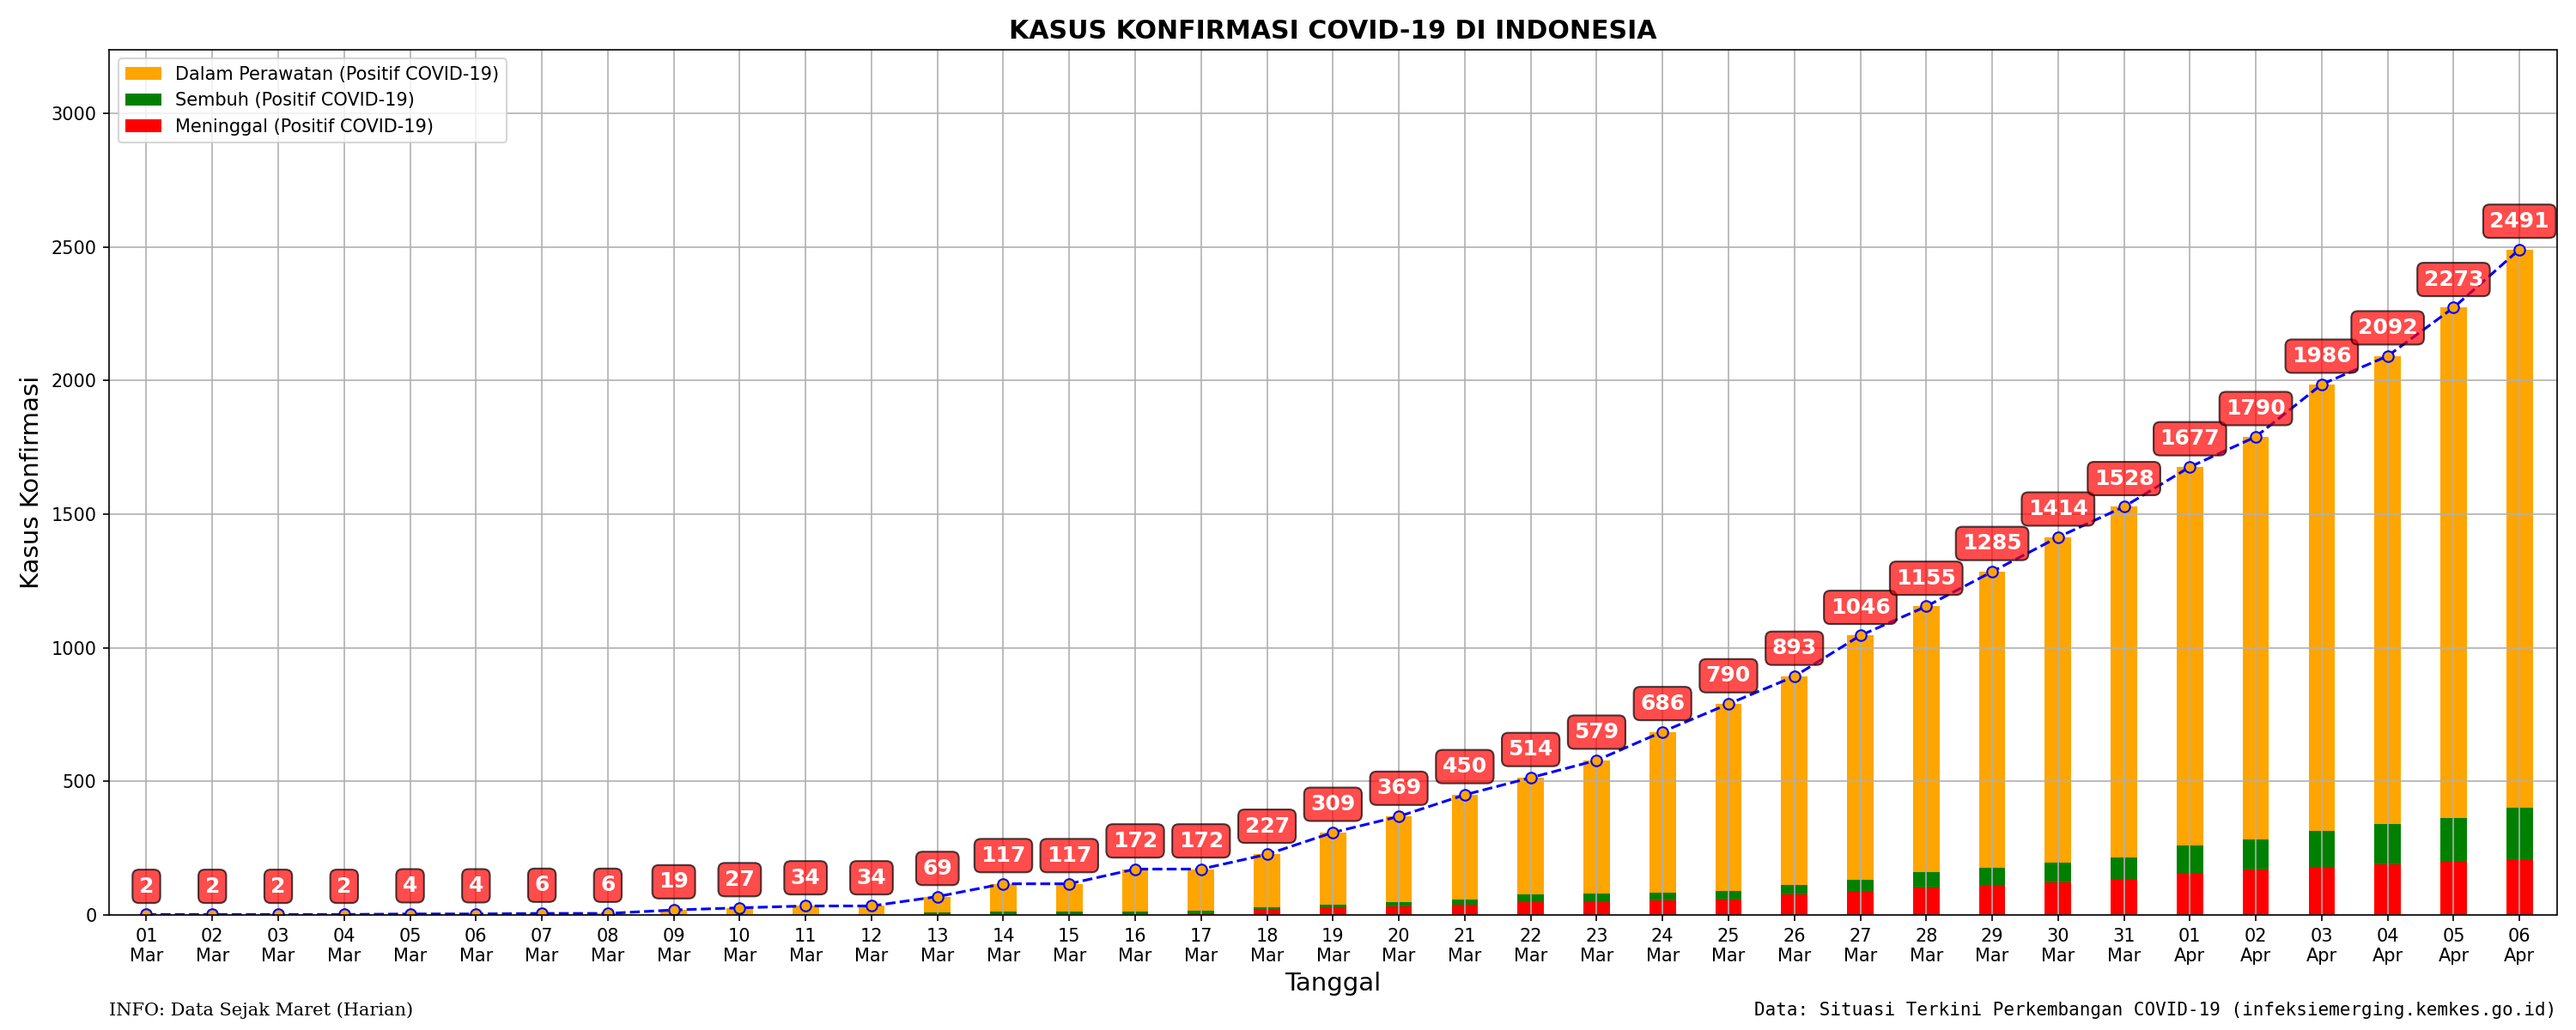 KASUS KONFIRMASI COVID-19 DI INDONESIA
Dalam Perawatan (Positif COVID-19)
Sembuh (Positif COVID-19)
Meninggal (Positif COVID-19)
Kasus Konfirmasi
3000
2500
2000
1500
1000
500
0
2 2 2 2 4 4 6 6 19 27 34 34 69 117 117 172 172 227 309 369 450 514 579 686 790 893 1046 1155 1285 1414 1528 1677 1790 1986 2092 2273 2491
01 02 03 04 05 06 07 08 09 10 11 12 13 14 15 16 17 18 19 20 21 22 23 24 25 26 27 28 29 30 31 01 02 03 04 05 06
Mar Mar Mar Mar Mar Mar Mar Mar Mar Mar Mar Mar Mar Mar Mar Mar Mar Mar Mar Mar Mar Mar Mar Mar Mar Mar Mar Mar Mar Mar Mar Apr Apr Apr Apr Apr Apr
Tanggal
INFO: Data Sejak Maret (Harian)
Data: Situasi Terkini Perkembangan COVID-19 (infeksiemerging.kemkes.go.id)